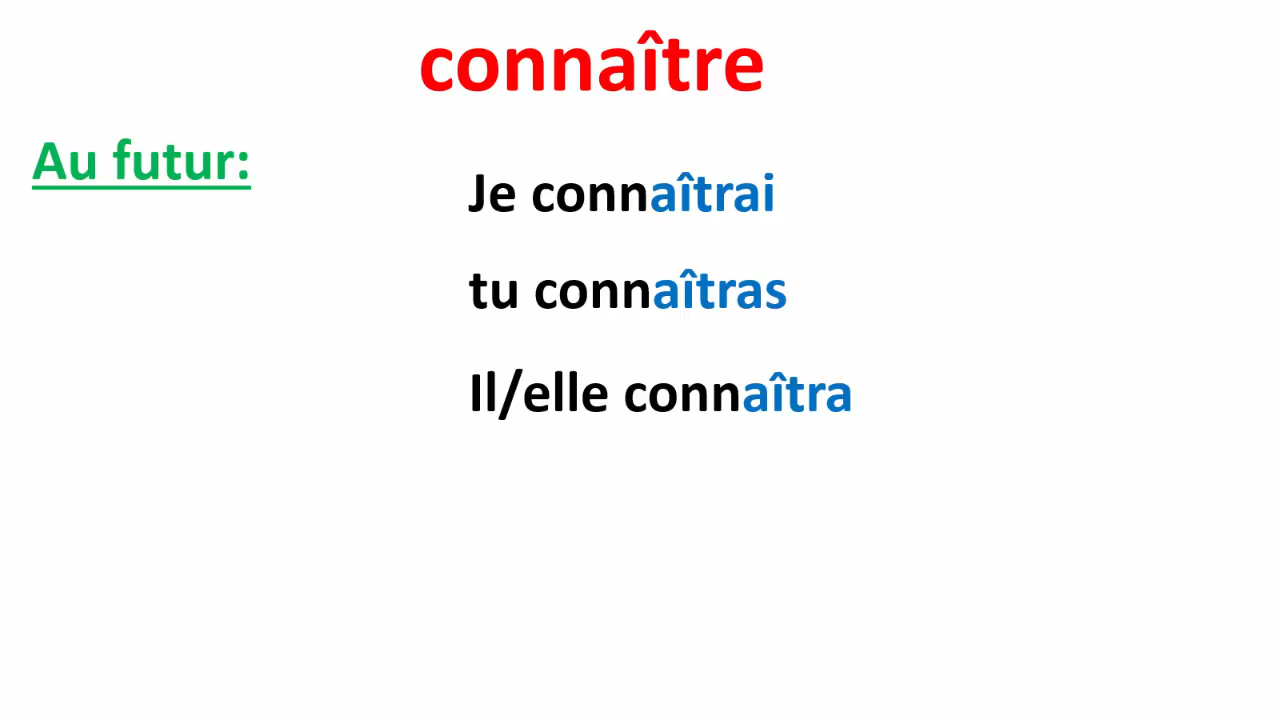 connaître
Au futur:
Je connaîtrai
tu connaîtras
Il/elle connaîtra